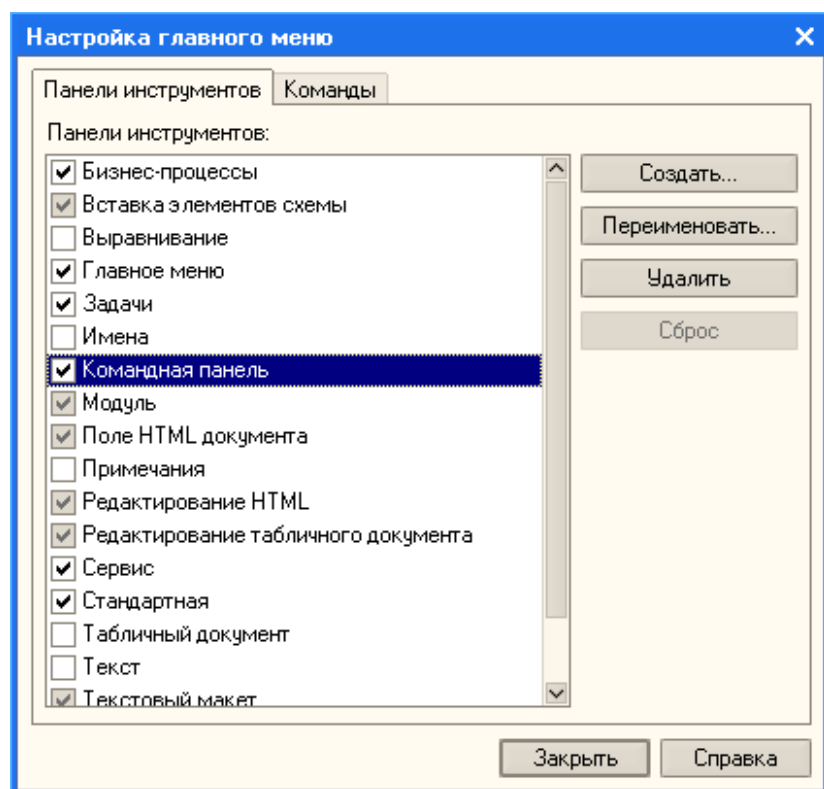 Настройка главного меню
Панели инструментов Команды
Панели инструментов:
Бизнес-процессы
Вставка элементов схемы
Выравнивание
Главное меню
Задачи
Имена
Командная панель
Модуль
Поле HTML документа
Примечания
Редактирование HTML
Редактирование табличного документа
Сервис
Стандартная
Табличный документ
Текст
Текстовый макет
Создать...
Переименовать...
Удалить
Сброс
Закрыть Справка